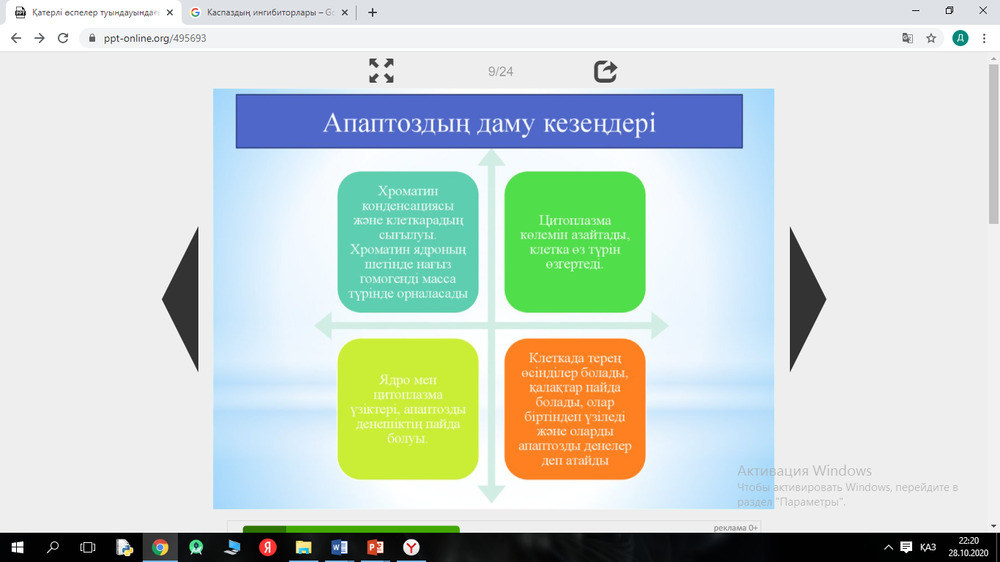 Қатерлі өспелер туындауындағы
Каспаздың ингибиторлары – Go
ppt-online.org/495693
Д
9/24
Апаптоздың даму кезеңдері
Хроматин
конденсациясы
және клеткарадың
сығылуы.
Хроматин ядроның
шетінде нағыз
гомогенді масса
түрінде орналасады
Цитоплазма
көлемін азайтады,
клетка өз түрін
өзгертеді.
Ядро мен
цитоплазма
үзіктері, апаптозды
денешіктің пайда
болуы.
Клеткада терең
өсінділер болады,
қалақтар пайда
болады, олар
біртіндеп үзіледі
және оларды
апаптозды денелер
деп атайды
Активация Windows
Чтобы активировать Windows, перейдите в
раздел "Параметры".
реклама 0+
ҚАЗ
22:20
28.10.2020